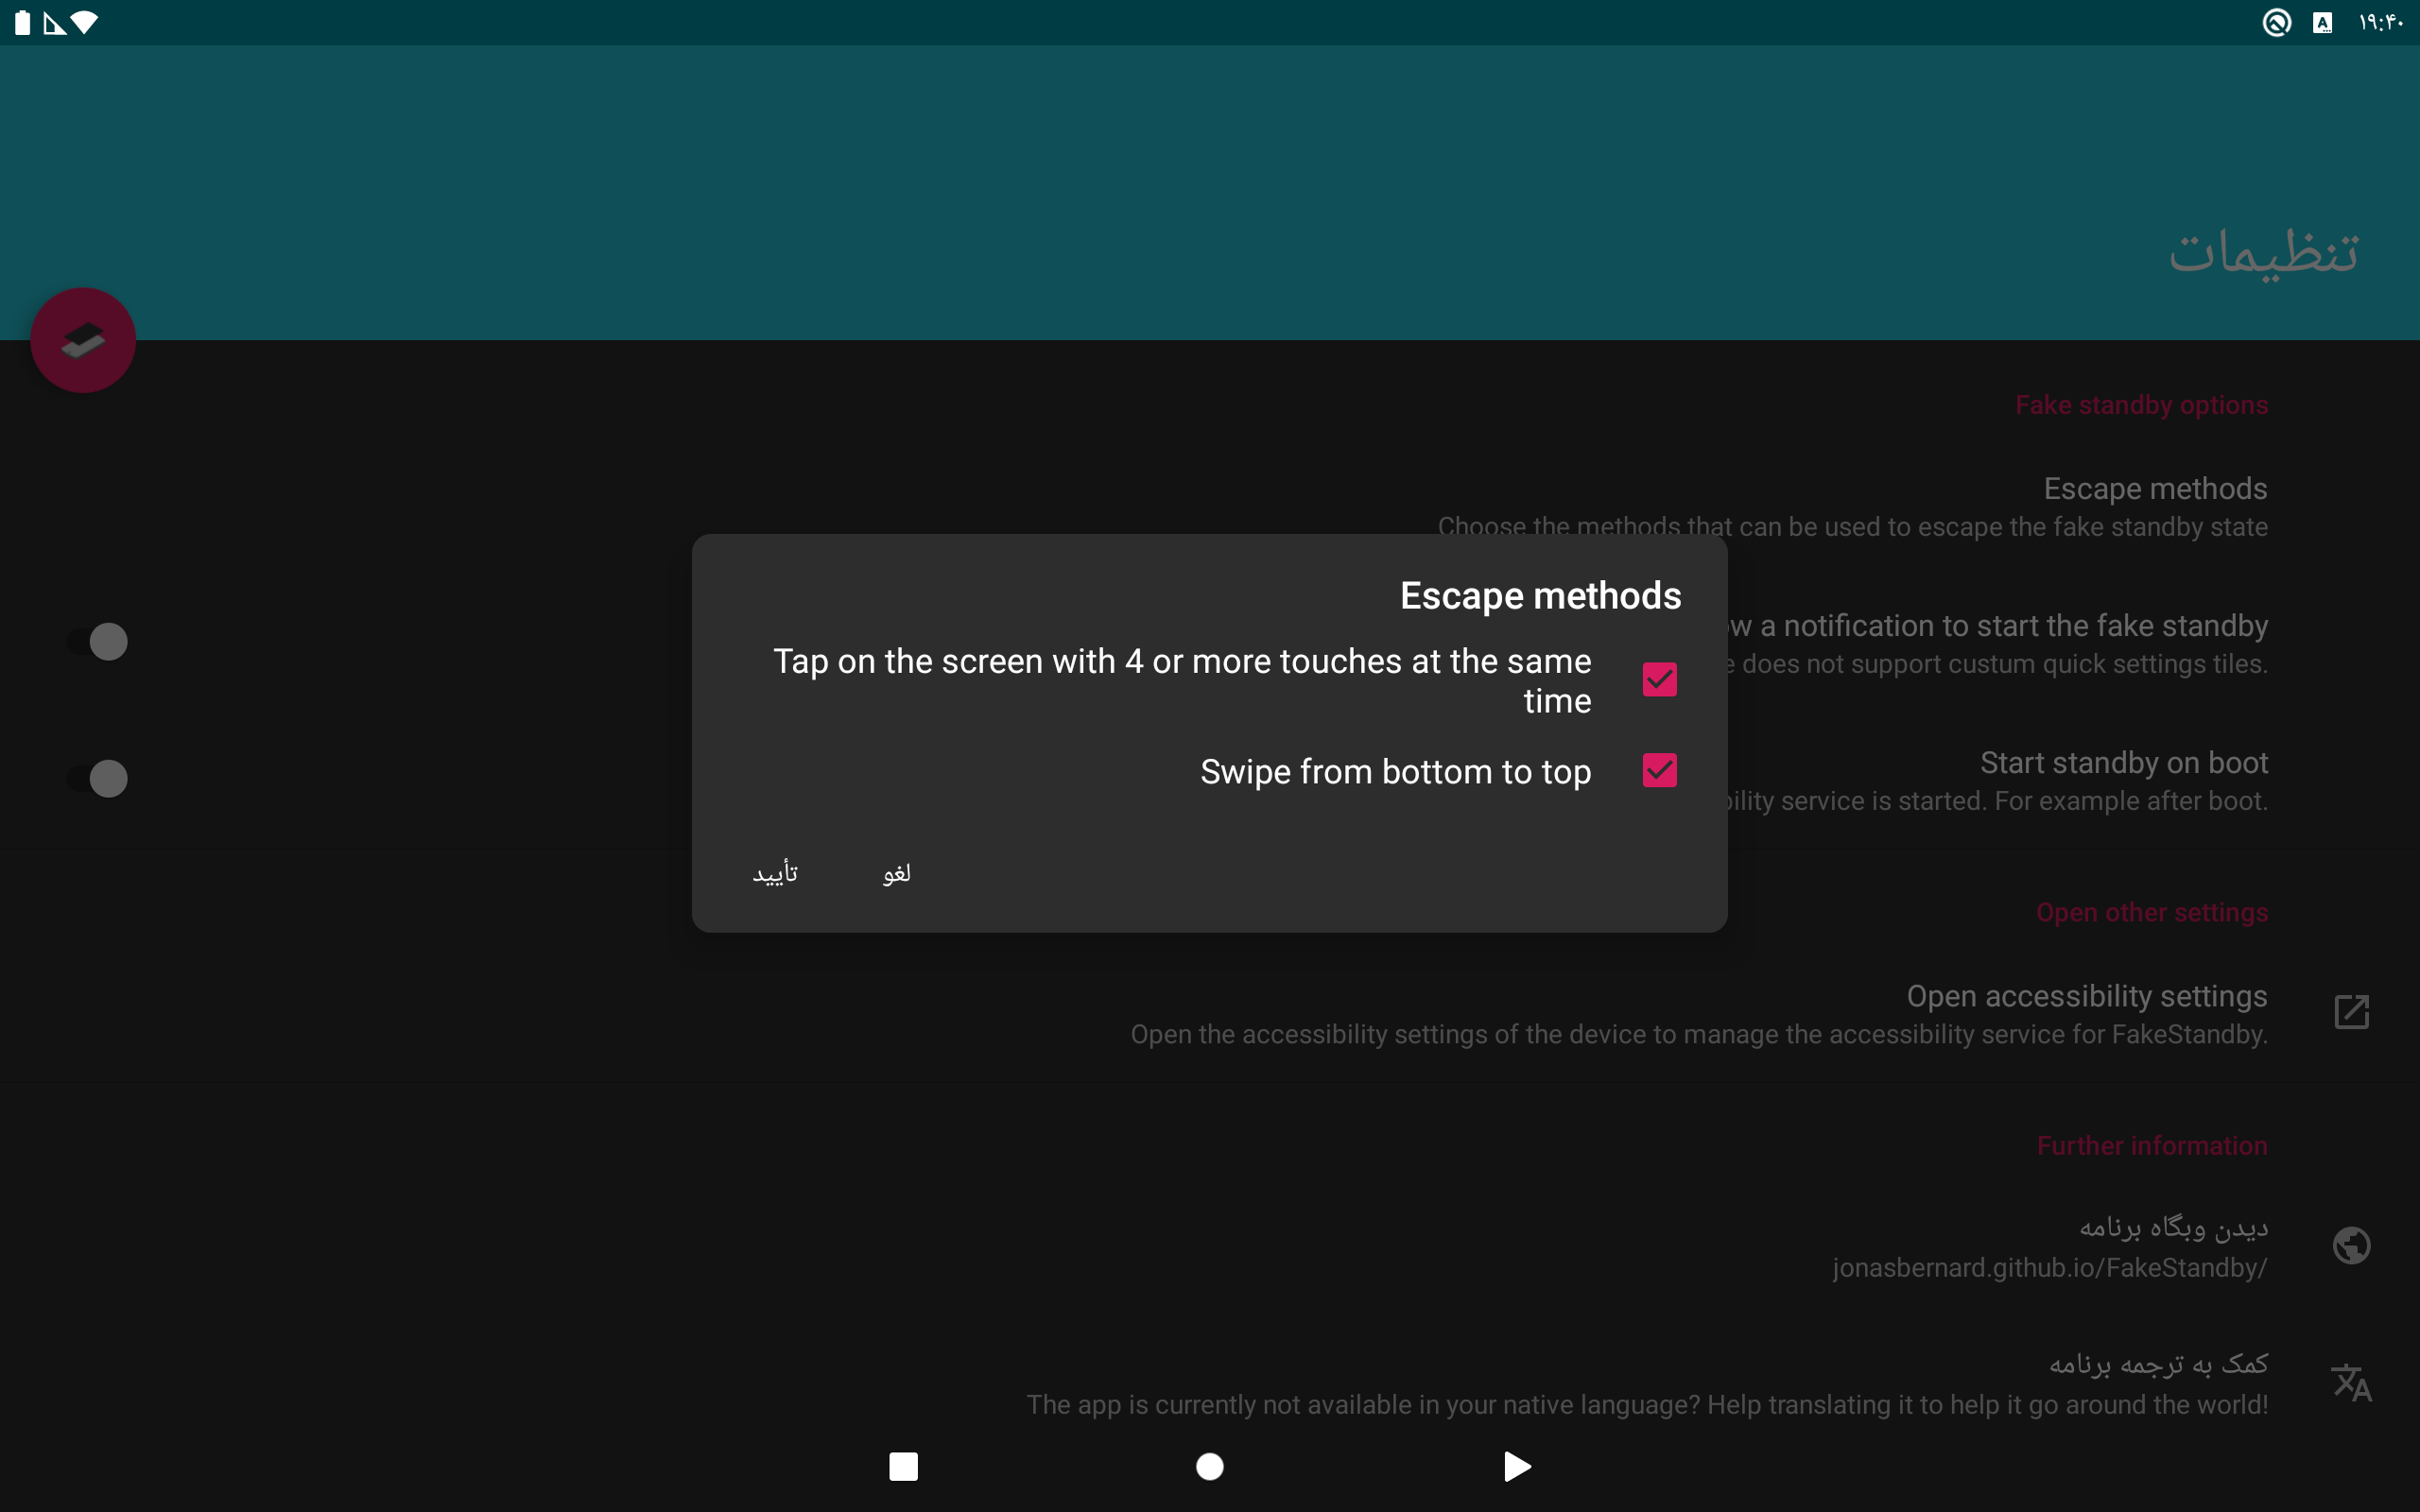 ۱۹:۴۰
تنظیمات
Fake standby options
Escape methods
Choose the methods that can be used to escape the fake standby state
w a notification to start the fake standby
does not support custum quick settings tiles.
Start standby on boot
service is started. For example after boot.
Escape methods
Tap on the screen with 4 or more touches at the same
time
Swipe from bottom to top
لغو
تأیید
Open other settings
Open accessibility settings
Open the accessibility settings of the device to manage the accessibility service for FakeStandby.
Further information
دیدن وبگاه برنامه
jonasbernard.github.io/FakeStandby/
کمک به ترجمه برنامه
The app is currently not available in your native language? Help translating it to help it go around the world!